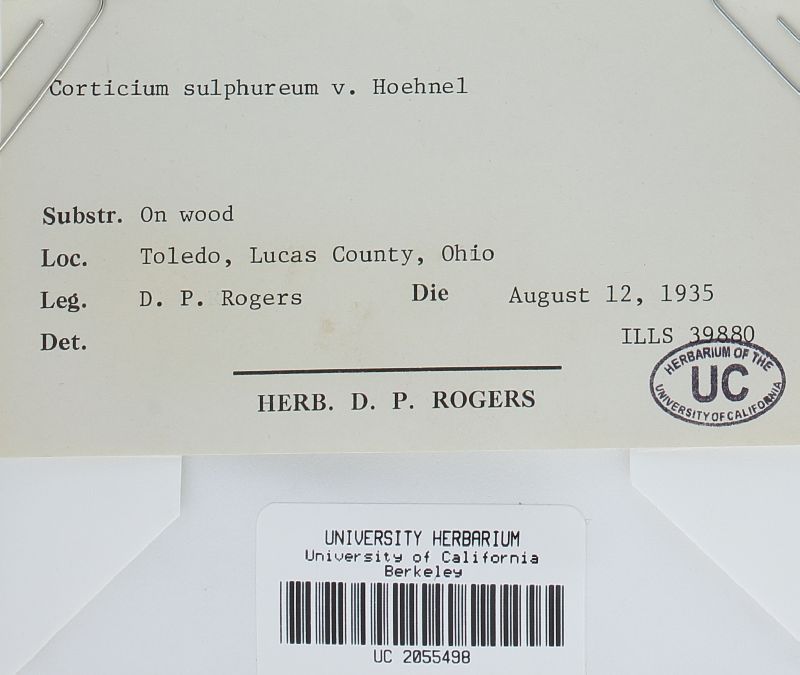 Corticium sulphureum v. Hoehnel
Substr. On wood
Loc. Toledo, Lucas County, Ohio
Leg. D. P. Rogers Die August 12, 1935
Det. ILLS 39880
HERBARIUM OF THE
UC
UNIVERSITY OF CALIFORNIA
HERB. D. P. ROGERS
UNIVERSITY HERBARIUM
University of California
Berkeley
UC 2055498